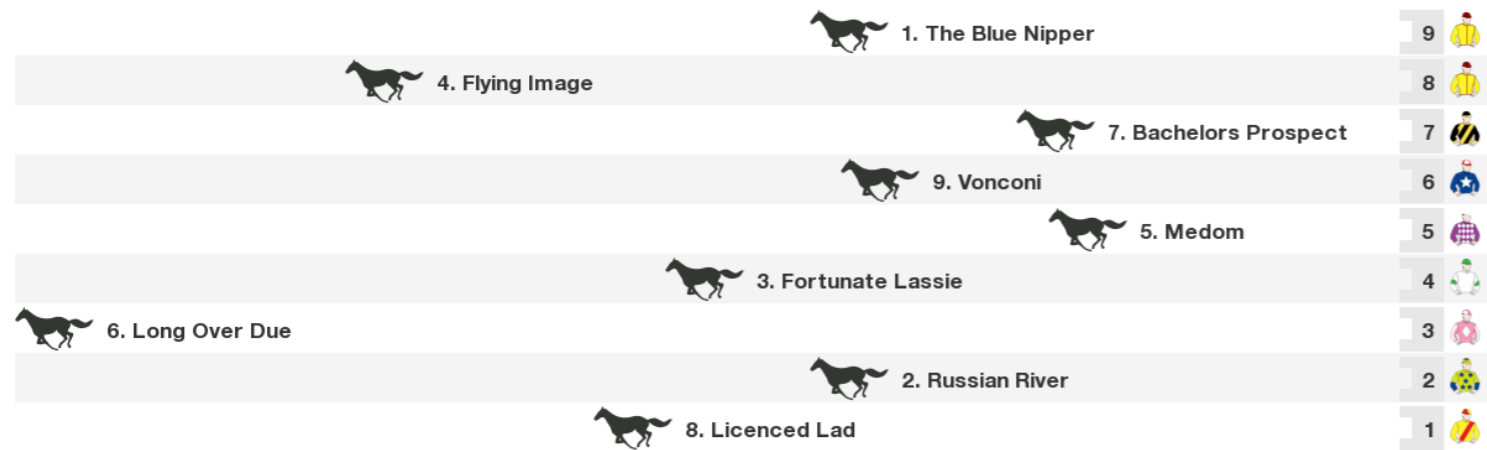 1. The Blue Nipper 9
4. Flying Image 8
7. Bachelors Prospect 7
9. Vonconi 6
5. Medom 5
3. Fortunate Lassie 4
6. Long Over Due 3
2. Russian River 2
8. Licenced Lad 1